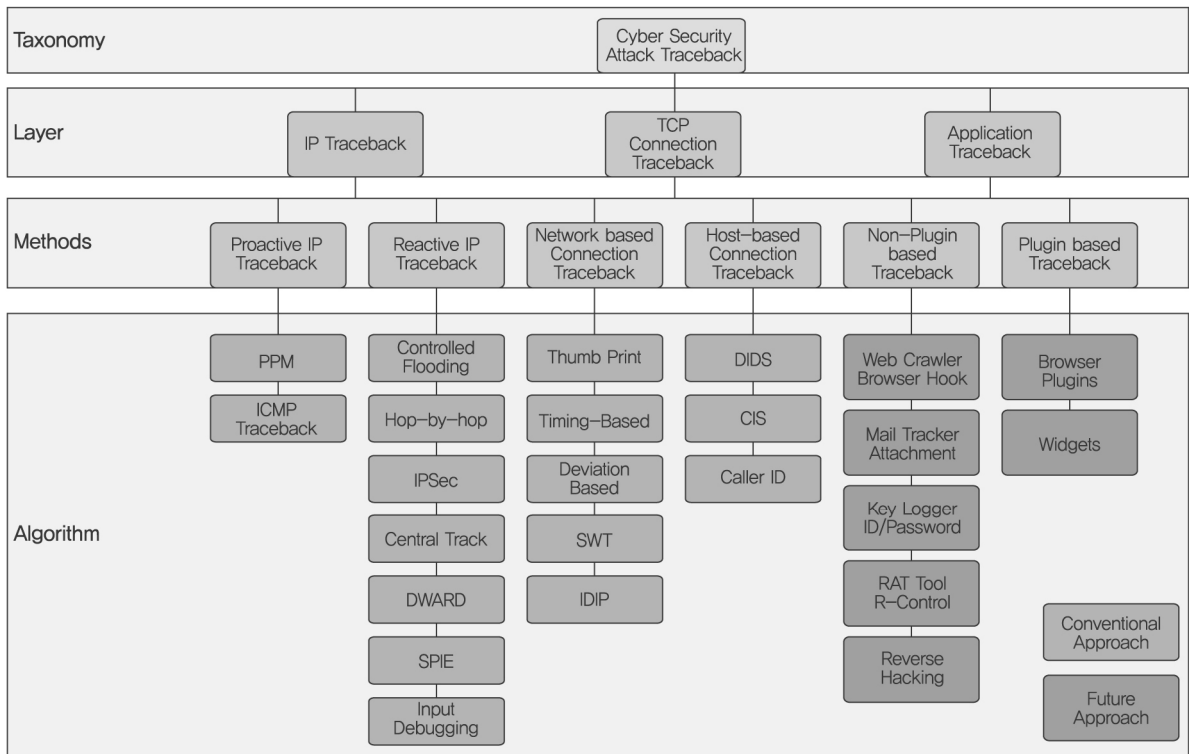 Taxonomy
Cyber Security
Attack Traceback
Layer
IP Traceback
TCP
Connection
Traceback
Application
Traceback
Methods
Proactive IP
Traceback
Reactive IP
Traceback
Network based
Connection
Traceback
Host-based
Connection
Traceback
Non-Plugin
based
Traceback
Plugin based
Traceback
Algorithm
PPM
ICMP
Traceback
Controlled
Flooding
Hop-by-hop
IPSec
Central Track
DWARD
SPIE
Input
Debugging
Thumb Print
Timing-Based
Deviation
Based
SWT
IDIP
DIDS
CIS
Caller ID
Web Crawler
Browser Hook
Mail Tracker
Attachment
Key Logger
ID/Password
RAT Tool
R-Control
Reverse
Hacking
Browser
Plugins
Widgets
Conventional
Approach
Future
Approach